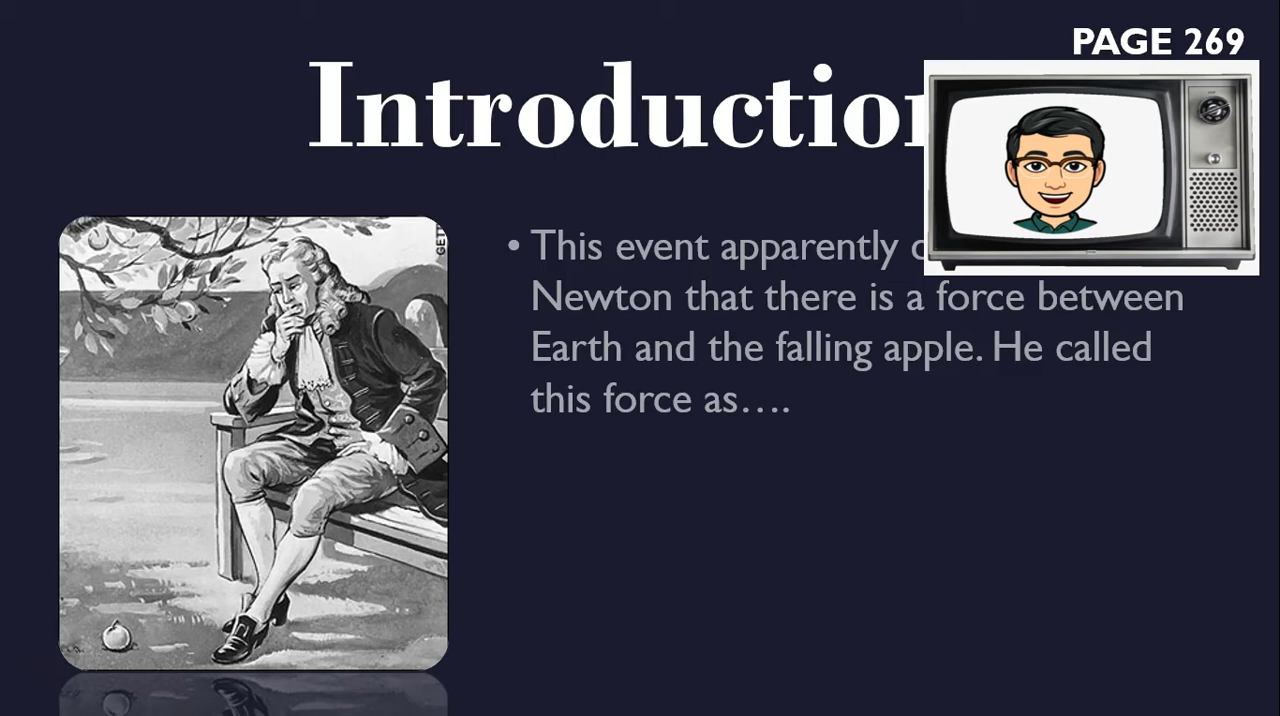 PAGE 269
Introduction
• This event apparently
Newton that there is a force between
Earth and the falling apple. He called
this force as....